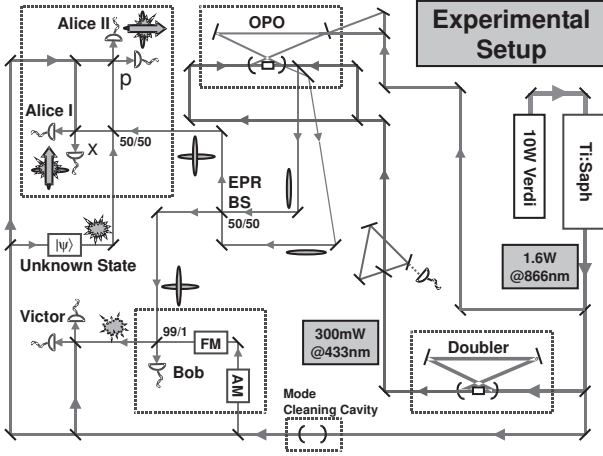 Alice II
OPO
Experimental
Setup
p
10W Verdi
Ti:Saph
Alice I
x
50/50
EPR
BS
50/50
|ψ⟩
Unknown State
1.6W
@866nm
Victor
99/1
FM
300mW
@433nm
Doubler
Bob
AM
Mode
Cleaning Cavity